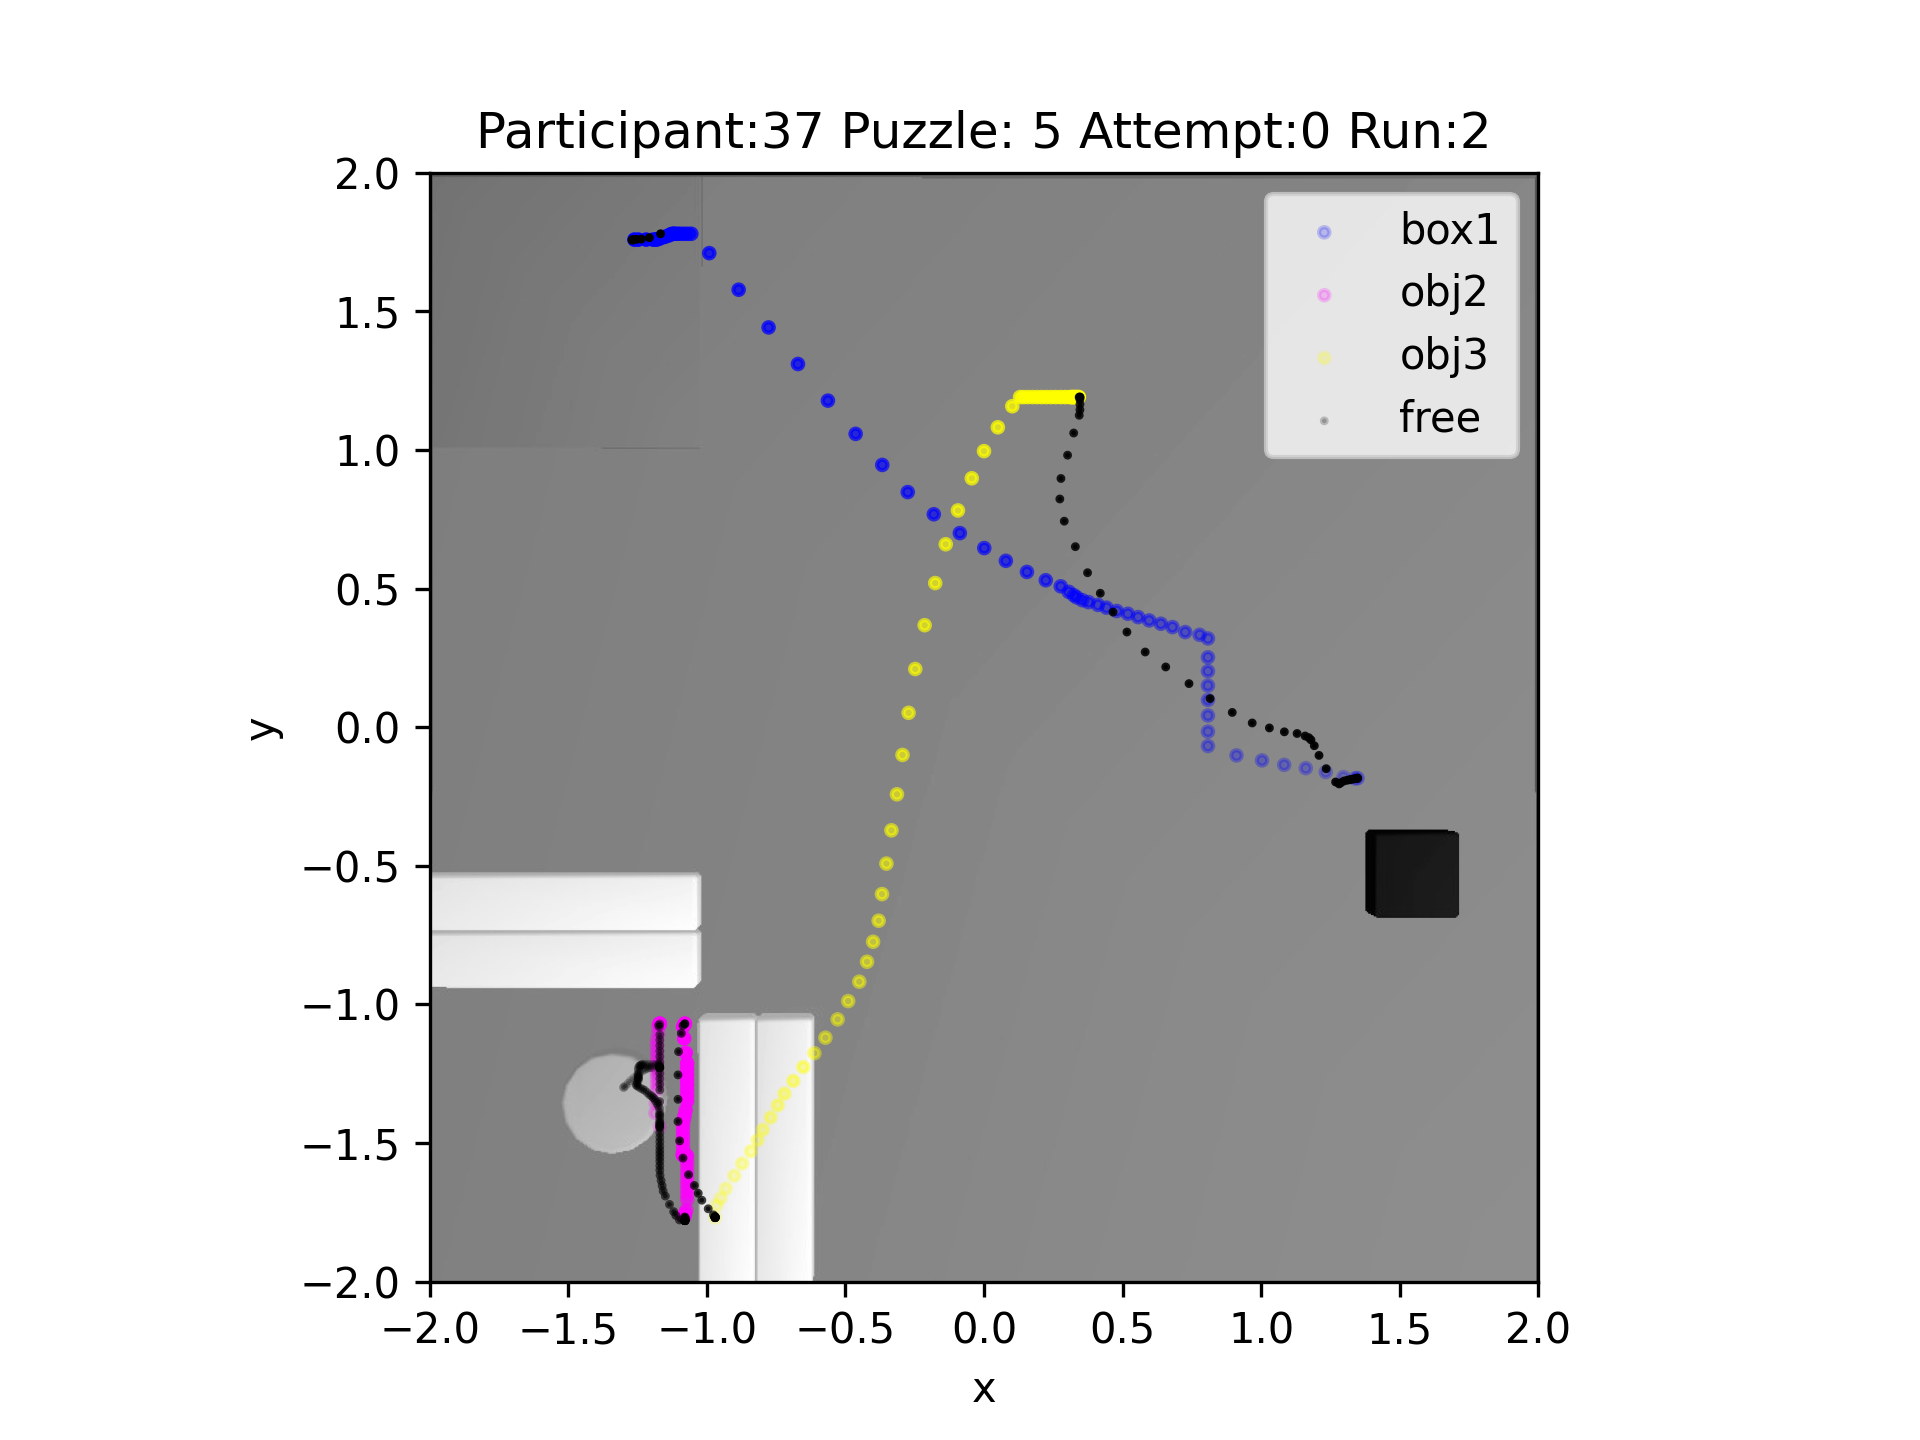 Participant:37 Puzzle: 5 Attempt:0 Run:2
2.0
1.5
1.0
0.5
0.0
−0.5
−1.0
−1.5
−2.0
y
box1
obj2
obj3
free
−2.0 −1.5 −1.0 −0.5 0.0 0.5 1.0 1.5 2.0
x